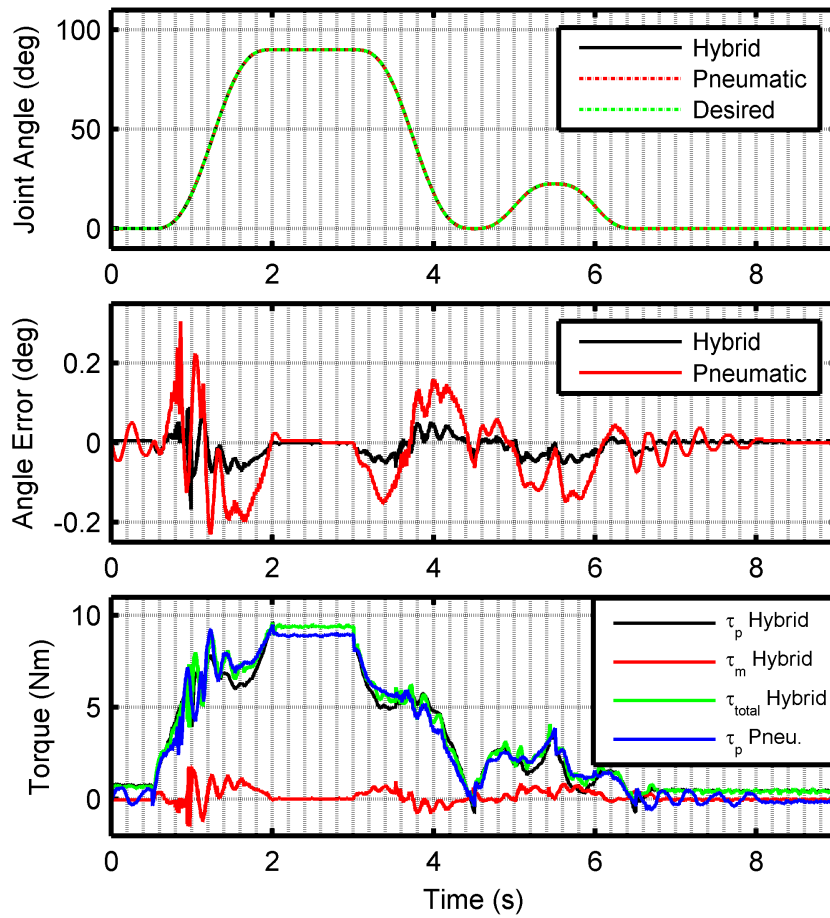 Joint Angle (deg)
100
50
0
Hybrid
Pneumatic
Desired
0 2 4 6 8
Angle Error (deg)
0.2
0
-0.2
Hybrid
Pneumatic
0 2 4 6 8
Torque (Nm)
10
5
0
τp Hybrid
τm Hybrid
τtotal Hybrid
τp Pneu.
0 2 4 6 8
Time (s)